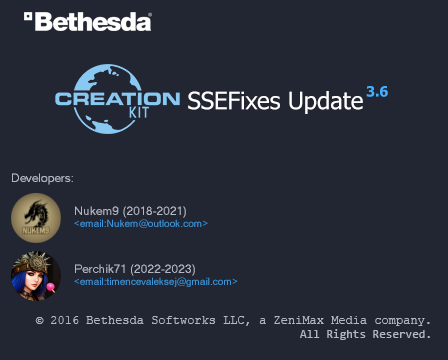 Bethesda
CREATION
KIT
SSEFixes Update 3.6
Developers:
NUKEM9
Nukem9 (2018-2021)
<email:Nukem@outlook.com>
Perchik71 (2022-2023)
<email:timencevaleksej@gmail.com>
© 2016 Bethesda Softworks LLC, a ZeniMax Media company.
All Rights Reserved.